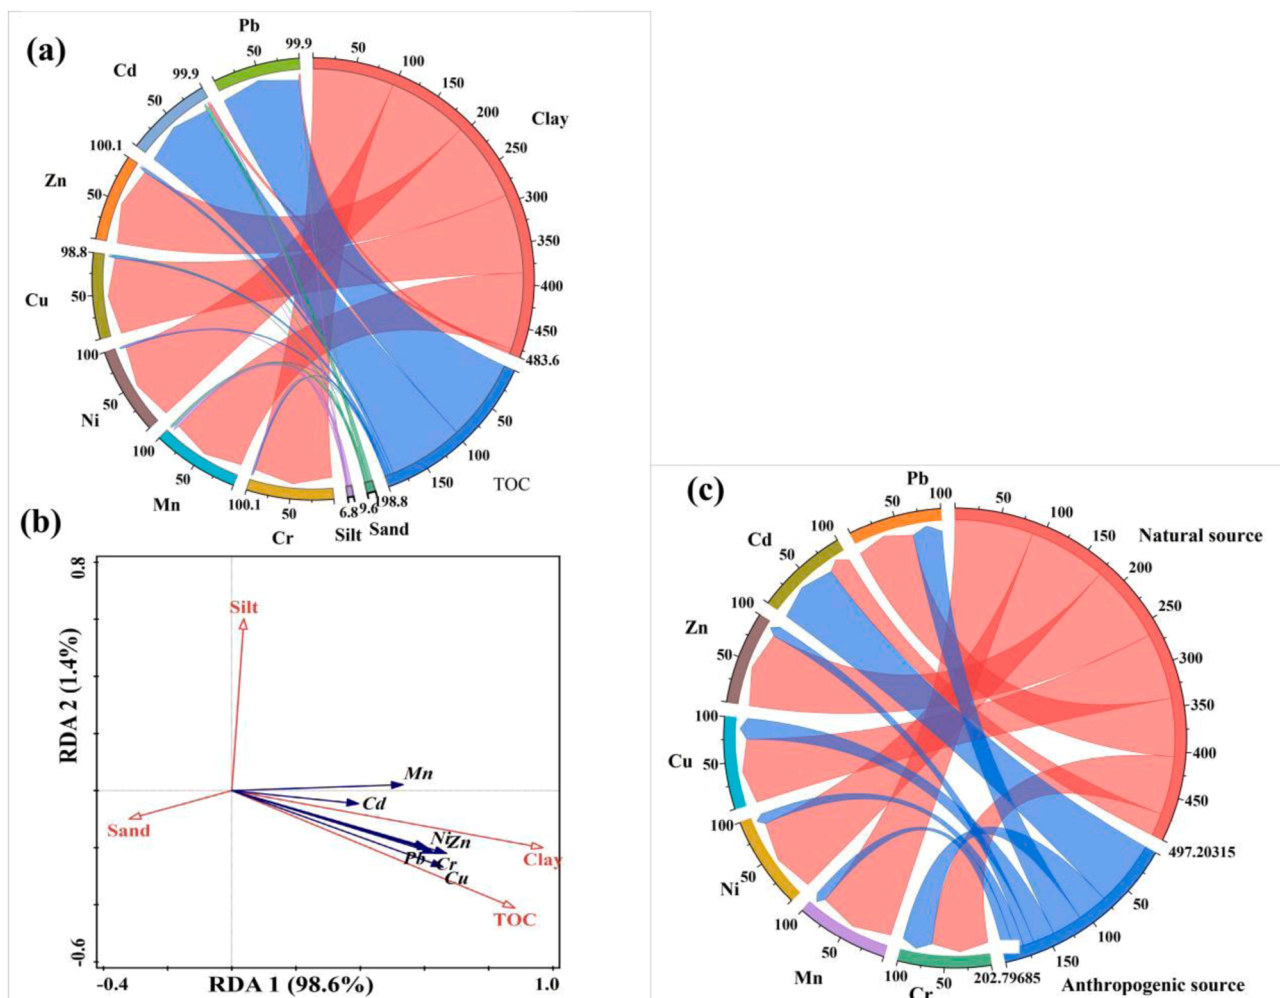 (a)
Pb
50
99.9
50
100
150
200
Clay
250
300
350
400
450
483.6
Cd
99.9
50
100.1
Zn
50
98.8
Cu
50
100
Ni
50
100
Mn
50
100.1
Cr
50
6.8
Silt
9.6
Sand
198.8
150
100
50
TOC
(b)
0.8
RDA 2 (1.4%)
-0.6
Silt
Sand
Mn
Cd
Ni
Zn
Pb
Cr
Cu
Clay
TOC
-0.4
RDA 1 (98.6%)
1.0
(c)
Pb
50
100
50
100
150
Natural source
200
250
300
350
400
450
497.20315
Cd
100
50
100
Zn
50
100
Cu
50
100
Ni
50
100
Mn
50
100
Cr
50
202.79685
150
100
50
Anthropogenic source